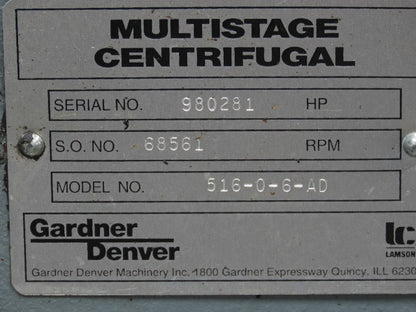 MULTISTAGE
CENTRIFUGAL
SERIAL NO. 980281 HP
S.O. NO. 68561 RPM
MODEL NO. 516-0-6-AD
Gardner
Denver
lc
LAMSON
Gardner Denver Machinery Inc. 1800 Gardner Expressway Quincy, ILL 6230